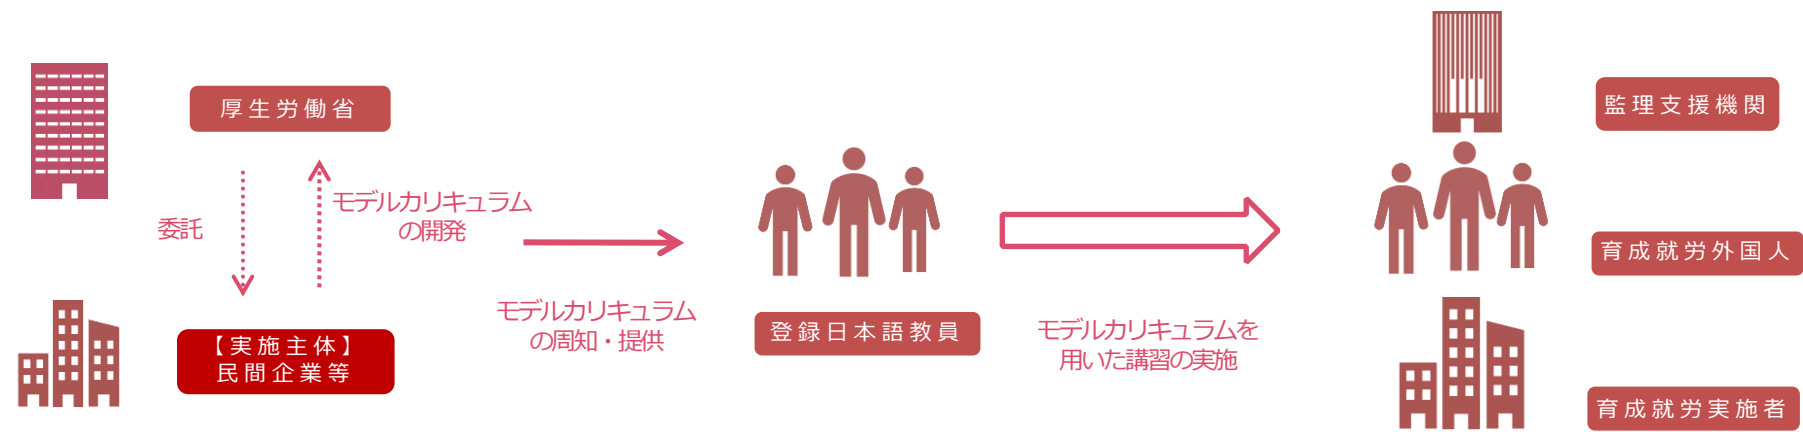 厚生労働省
委託
モデルカリキュラム
の開発
【実施主体】
民間企業等
モデルカリキュラム
の周知・提供
登録日本語教員
モデルカリキュラムを
用いた講習の実施
監理支援機関
育成就労外国人
育成就労実施者